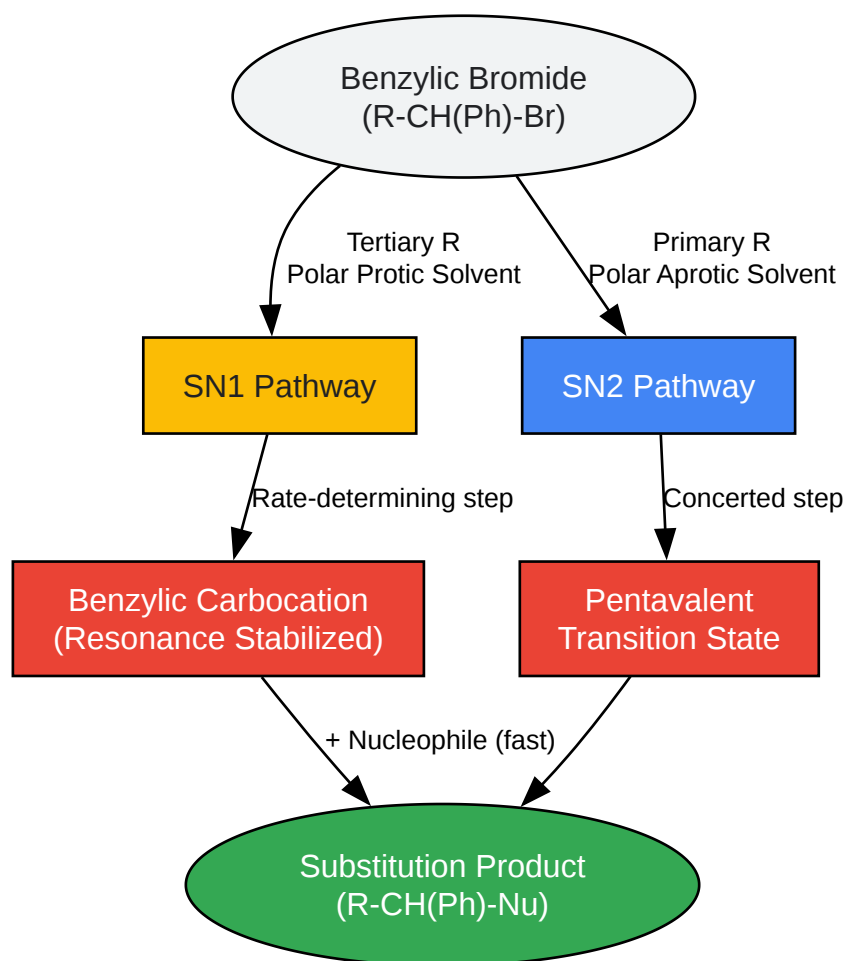 Benzylic Bromide
(R-CH(Ph)-Br)
Tertiary R
Polar Protic Solvent
Primary R
Polar Aprotic Solvent
SN1 Pathway
SN2 Pathway
Rate-determining step
Concerted step
Benzylic Carbocation
(Resonance Stabilized)
Pentavalent
Transition State
+ Nucleophile (fast)
Substitution Product
(R-CH(Ph)-Nu)